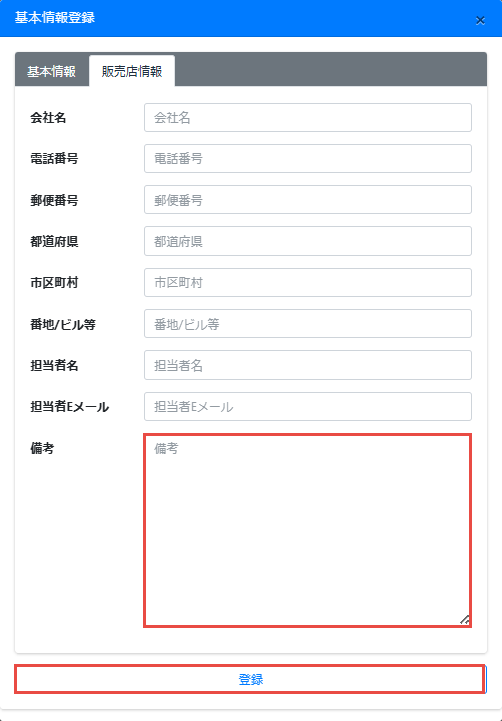 基本情報登録
×
基本情報 販売店情報
会社名 会社名
電話番号 電話番号
郵便番号 郵便番号
都道府県 都道府県
市区町村 市区町村
番地/ビル等 番地/ビル等
担当者名 担当者名
担当者Eメール 担当者Eメール
備考 備考
登録